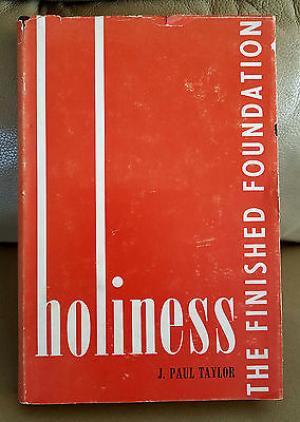 holiness
THE FINISHED FOUNDATION
J. PAUL TAYLOR